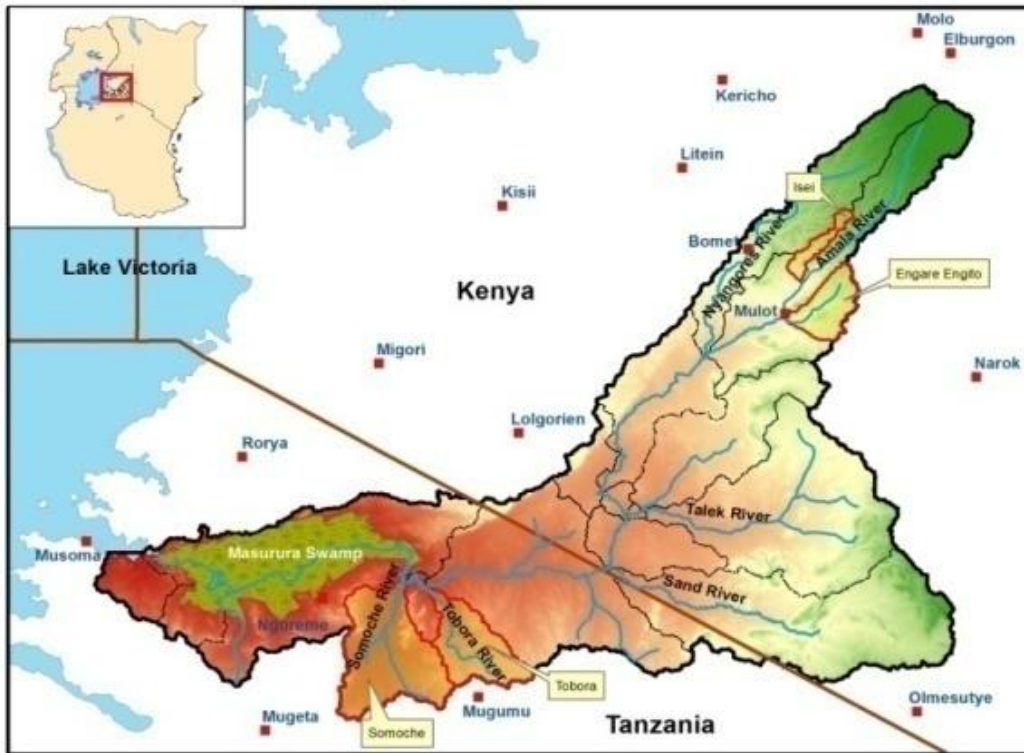 Molo
Elburgon
Kericho
Litein
Isei
Kisii
Bomet
Nyangores River
Amala River
Lake Victoria
Engare Engito
Kenya
Mulot
Migori
Narok
Lolgorien
Rorya
Talek River
Musoma
Masurura Swamp
Sand River
Somoche River
Ngoreme
Tobora River
Tobora
Olmesutye
Mugumu
Mugeta
Tanzania
Somoche